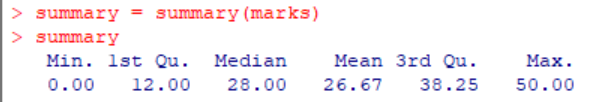 > summary = summary(marks)
> summary
Min. 1st Qu. Median Mean 3rd Qu. Max.
0.00 12.00 28.00 26.67 38.25 50.00